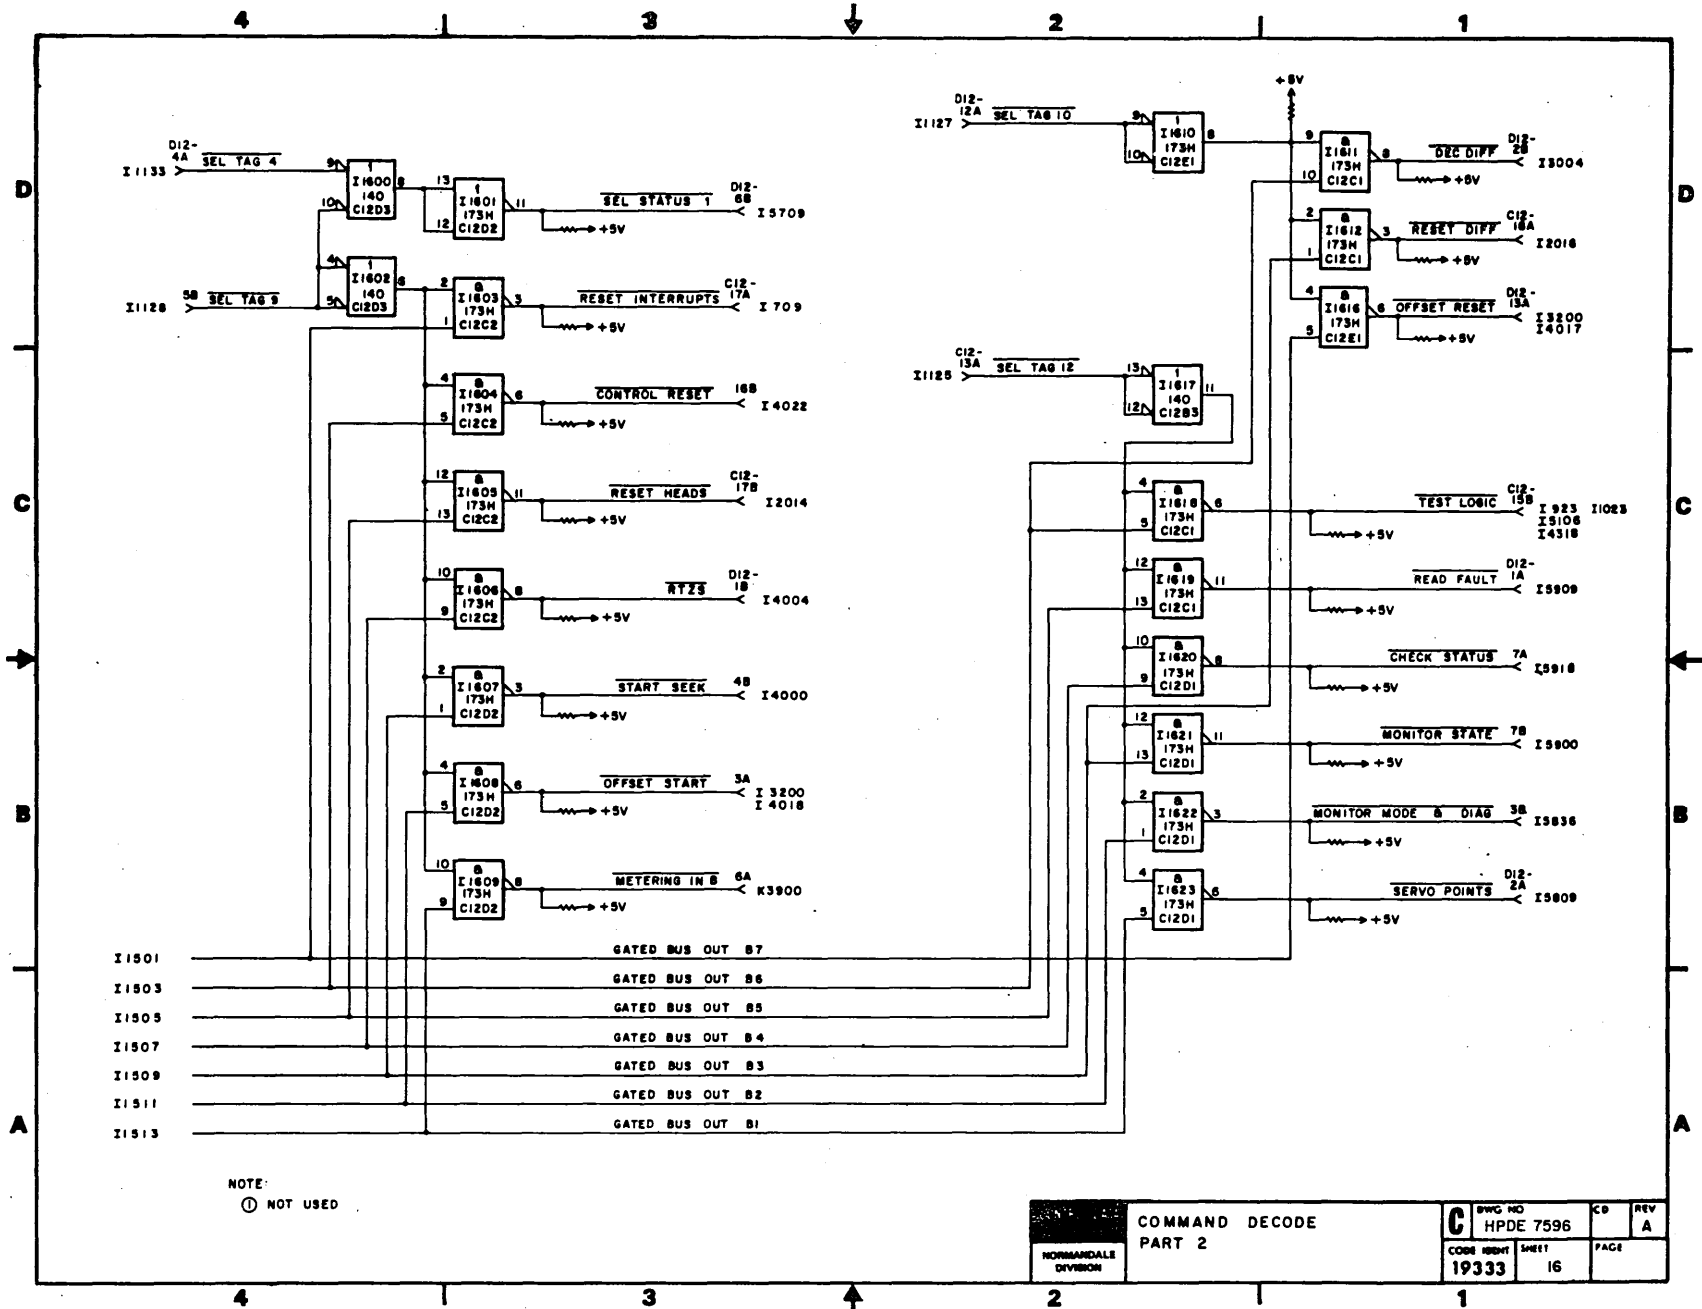 4 3 2 1
D12-
4A
I1133 SEL TAG 4
9
10
1
I1600
140
C12D3
8
13
12
1
I1601
173H
C12D2
11
SEL STATUS 1
D12-
6B
I5709
+5V
5B
I1128 SEL TAG 9
4
5
1
I1602
140
C12D3
6
2
1
&
I1603
173H
C12C2
3
RESET INTERRUPTS
C12-
17A
I709
+5V
4
5
&
I1604
173H
C12C2
6
CONTROL RESET
16B
I4022
+5V
12
13
&
I1605
173H
C12C2
11
RESET HEADS
C12-
17B
I2014
+5V
10
9
&
I1606
173H
C12C2
8
RTZS
D12-
1B
I4004
+5V
2
1
&
I1607
173H
C12D2
3
START SEEK
4B
I4000
+5V
4
5
&
I1608
173H
C12D2
6
OFFSET START
3A
I3200
I4018
+5V
10
9
&
I1609
173H
C12D2
8
METERING IN B
6A
K3900
+5V
D12-
12A
I1127 SEL TAG 10
9
10
1
I1610
173H
C12E1
8
+5V
9
10
&
I1611
173H
C12C1
8
DEC DIFF
D12-
2B
I3004
+5V
2
1
&
I1612
173H
C12C1
3
RESET DIFF
C12-
16A
I2016
+5V
4
5
&
I1616
173H
C12E1
6
OFFSET RESET
D12-
13A
I3200
I4017
+5V
C12-
13A
I1125 SEL TAG 12
13
12
1
I1617
140
C12B3
11
4
5
&
I1618
173H
C12C1
6
TEST LOGIC
C12-
15B
I923 I1023
I5106
I4318
+5V
12
13
&
I1619
173H
C12C1
11
READ FAULT
D12-
1A
I5909
+5V
10
9
&
I1620
173H
C12D1
8
CHECK STATUS
7A
I5918
+5V
12
13
&
I1621
173H
C12D1
11
MONITOR STATE
7B
I5900
+5V
2
1
&
I1622
173H
C12D1
3
MONITOR MODE & DIAG
3B
I5836
+5V
4
5
&
I1623
173H
C12D1
6
SERVO POINTS
D12-
2A
I5809
+5V
I1501 GATED BUS OUT B7
I1503 GATED BUS OUT B6
I1505 GATED BUS OUT B5
I1507 GATED BUS OUT B4
I1509 GATED BUS OUT B3
I1511 GATED BUS OUT B2
I1513 GATED BUS OUT B1
D
C
B
A
D
C
B
A
NOTE:
① NOT USED
NORMANDALE
DIVISION
COMMAND DECODE
PART 2
C
DWG NO
HPDE 7596
CD
REV
A
CODE IDENT
19333
SHEET
16
PAGE
4 3 2 1